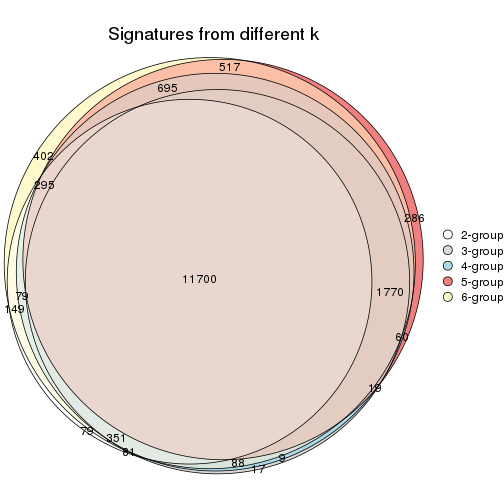 Signatures from different k
517
695
402
295
286
11700
1770
79
149
60
19
79
351
81
88
9
17
2-group
3-group
4-group
5-group
6-group